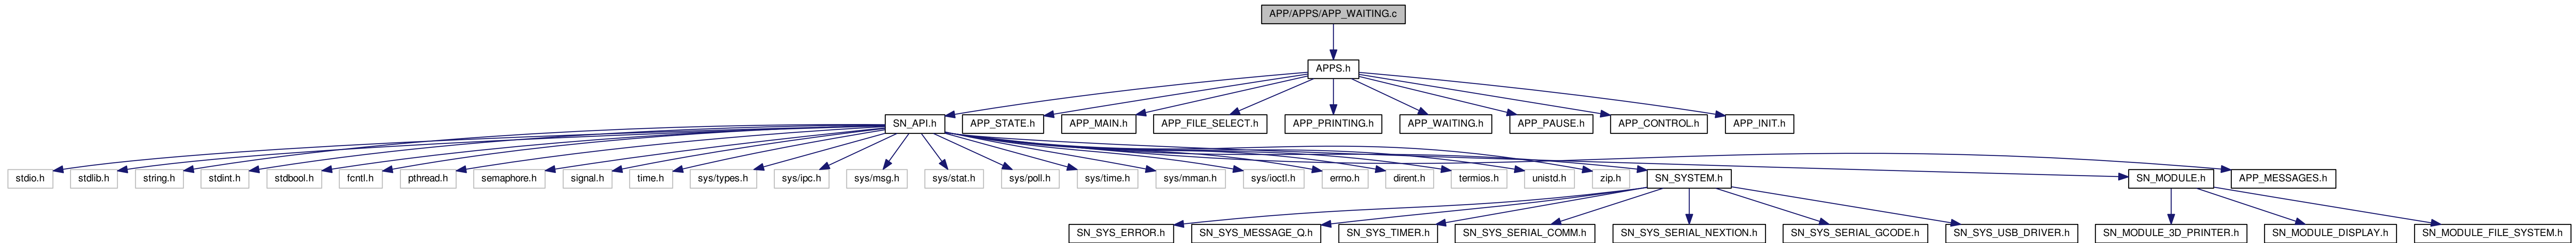 APP/APPS/APP_WAITING.c
APPS.h
SN_API.h
APP_STATE.h
APP_MAIN.h
APP_FILE_SELECT.h
APP_PRINTING.h
APP_WAITING.h
APP_PAUSE.h
APP_CONTROL.h
APP_INIT.h
stdio.h
stdlib.h
string.h
stdint.h
stdbool.h
fcntl.h
pthread.h
semaphore.h
signal.h
time.h
sys/types.h
sys/ipc.h
sys/msg.h
sys/stat.h
sys/poll.h
sys/time.h
sys/mman.h
sys/ioctl.h
errno.h
dirent.h
termios.h
unistd.h
zip.h
SN_SYSTEM.h
SN_MODULE.h
APP_MESSAGES.h
SN_SYS_ERROR.h
SN_SYS_MESSAGE_Q.h
SN_SYS_TIMER.h
SN_SYS_SERIAL_COMM.h
SN_SYS_SERIAL_NEXTION.h
SN_SYS_SERIAL_GCODE.h
SN_SYS_USB_DRIVER.h
SN_MODULE_3D_PRINTER.h
SN_MODULE_DISPLAY.h
SN_MODULE_FILE_SYSTEM.h